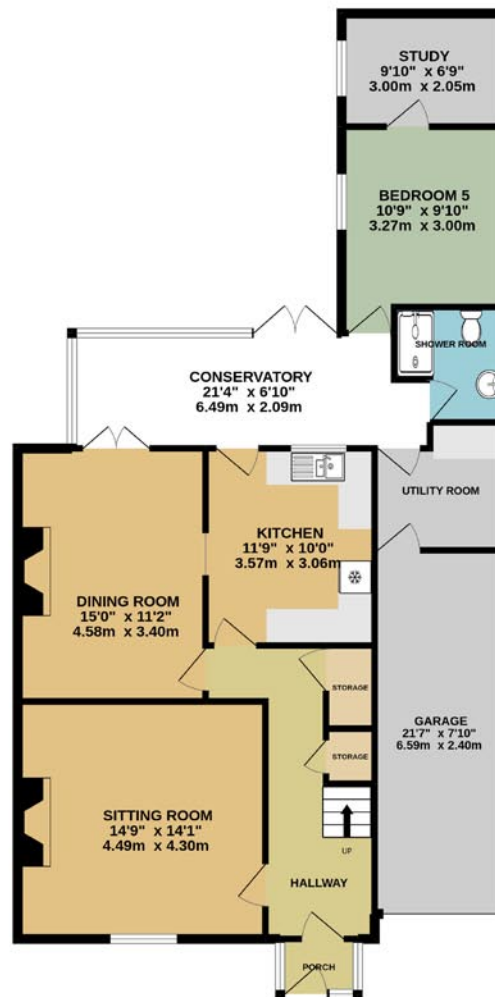 STUDY
9'10" x 6'9"
3.00m x 2.05m
BEDROOM 5
10'9" x 9'10"
3.27m x 3.00m
SHOWER ROOM
CONSERVATORY
21'4" x 6'10"
6.49m x 2.09m
UTILITY ROOM
KITCHEN
11'9" x 10'0"
3.57m x 3.06m
DINING ROOM
15'0" x 11'2"
4.58m x 3.40m
STORAGE
STORAGE
GARAGE
21'7" x 7'10"
6.59m x 2.40m
SITTING ROOM
14'9" x 14'1"
4.49m x 4.30m
UP
HALLWAY
PORCH